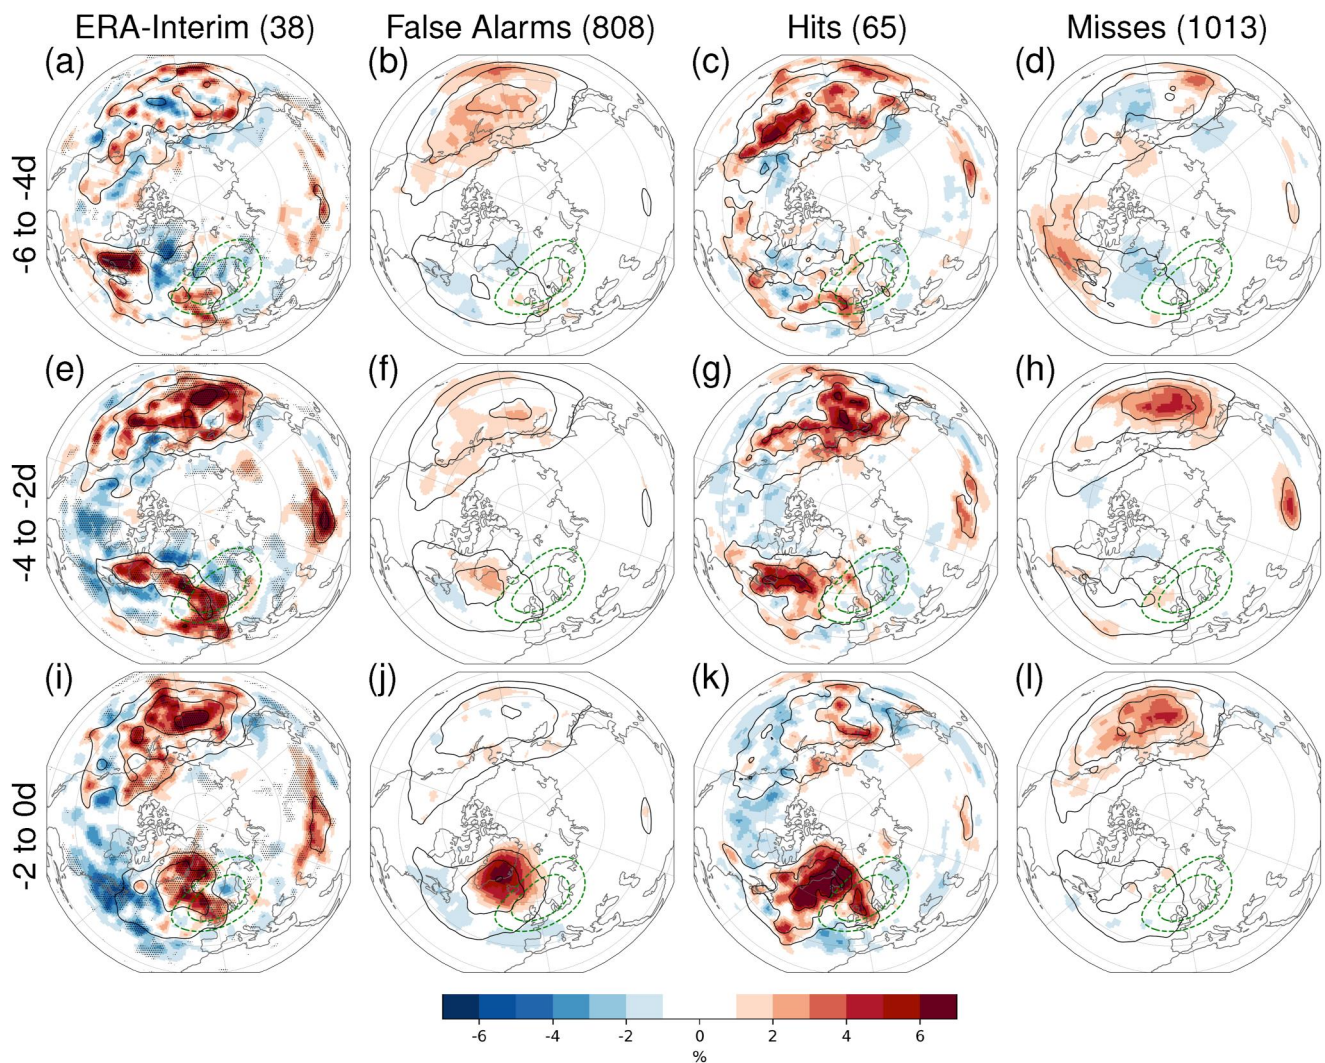 ERA-Interim (38) False Alarms (808) Hits (65) Misses (1013)
(a) (b) (c) (d)
-6 to -4d
(e) (f) (g) (h)
-4 to -2d
(i) (j) (k) (l)
-2 to 0d
-6 -4 -2 0 2 4 6
%